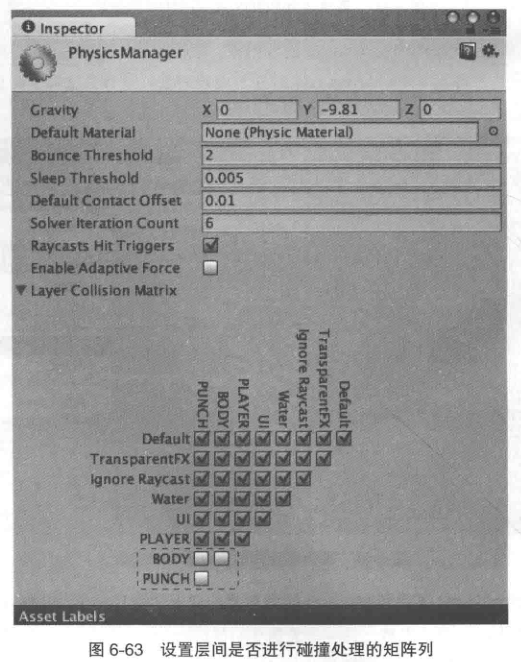 Inspector
PhysicsManager
Gravity X 0 Y -9.81 Z 0
Default Material None (Physic Material)
Bounce Threshold 2
Sleep Threshold 0.005
Default Contact Offset 0.01
Solver Iteration Count 6
Raycasts Hit Triggers
Enable Adaptive Force
Layer Collision Matrix
PUNCH
BODY
PLAYER
UI
Water
Ignore Raycast
TransparentFX
Default
Default
TransparentFX
Ignore Raycast
Water
UI
PLAYER
BODY
PUNCH
Asset Labels
图 6-63 设置层间是否进行碰撞处理的矩阵列